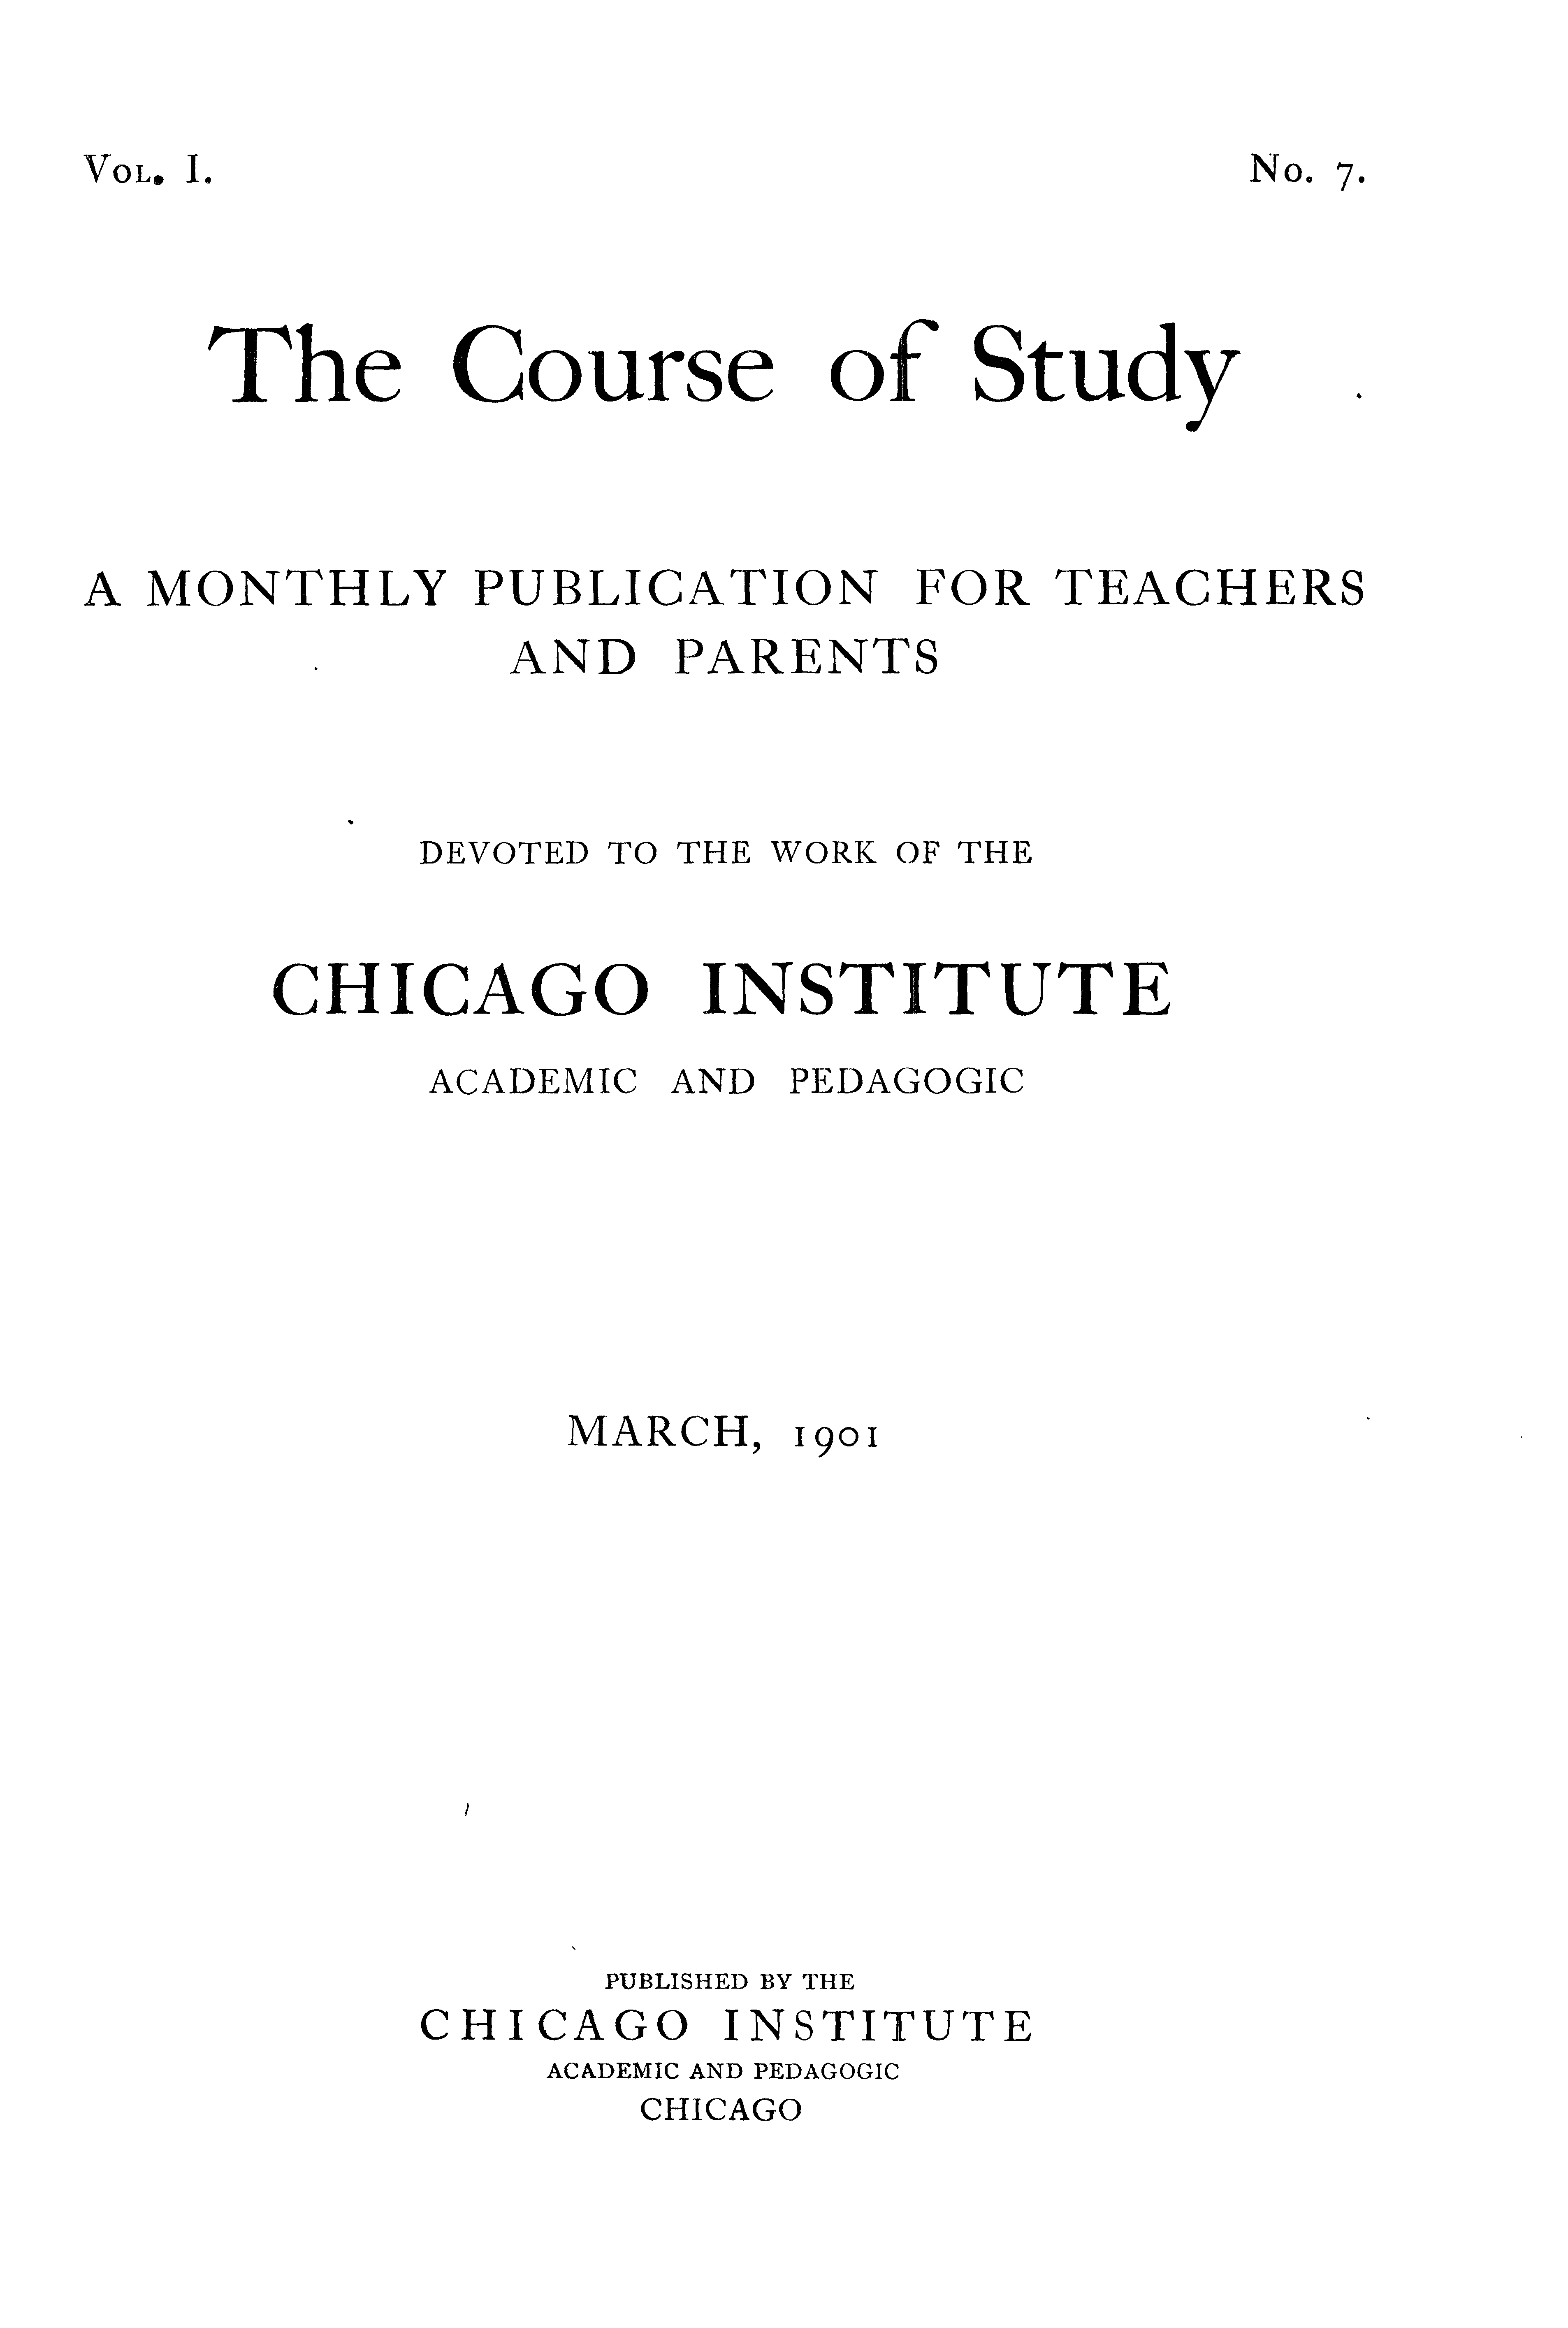 Vol. I. No. 7.
The Course of Study
A MONTHLY PUBLICATION FOR TEACHERS
AND PARENTS
DEVOTED TO THE WORK OF THE
CHICAGO INSTITUTE
ACADEMIC AND PEDAGOGIC
MARCH, 1901
PUBLISHED BY THE
CHICAGO INSTITUTE
ACADEMIC AND PEDAGOGIC
CHICAGO